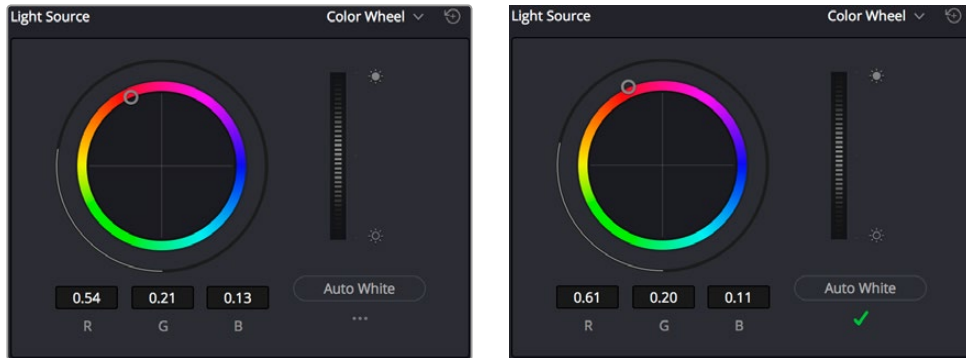 Light Source Color Wheel
0.54 0.21 0.13
R G B
Auto White
Light Source Color Wheel
0.61 0.20 0.11
R G B
Auto White